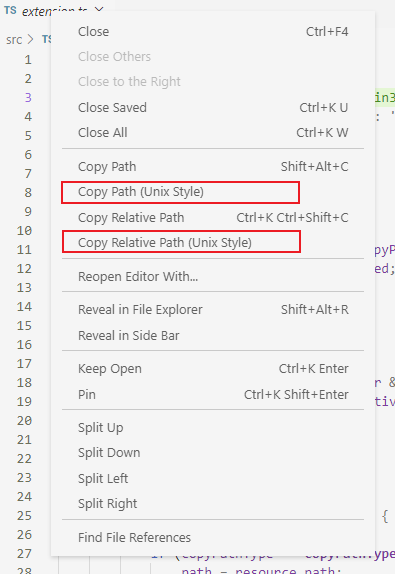 TS extension.ts ×
src > TS
Close Ctrl+F4
Close Others
Close to the Right
Close Saved Ctrl+K U
Close All Ctrl+K W
Copy Path Shift+Alt+C
Copy Path (Unix Style)
Copy Relative Path Ctrl+K Ctrl+Shift+C
Copy Relative Path (Unix Style)
Reopen Editor With...
Reveal in File Explorer Shift+Alt+R
Reveal in Side Bar
Keep Open Ctrl+K Enter
Pin Ctrl+K Shift+Enter
Split Up
Split Down
Split Left
Split Right
Find File References
1
2
3 in3
4 : '
5
6
7
8
9
10
11 pyP
12 ed;
13
14
15
16
17
18 r &
19 tiv
20
21
22
23
24
25 {
26
27 if (copyPathType copyPath.Type
28 path = resource.path;